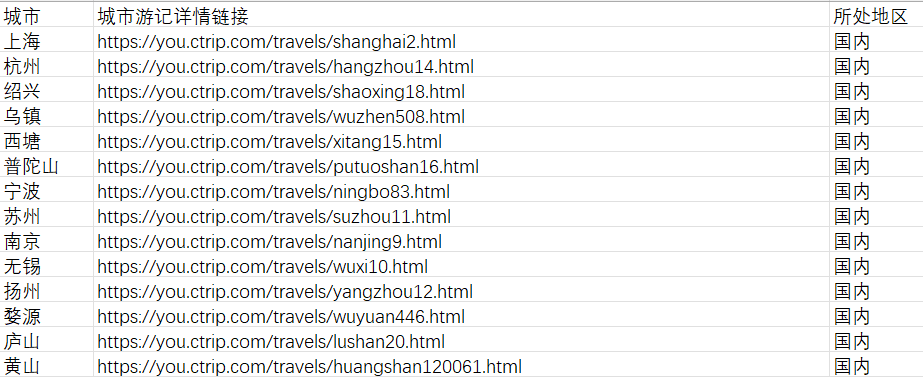 城市 城市游记详情链接 所处地区
上海 https://you.ctrip.com/travels/shanghai2.html 国内
杭州 https://you.ctrip.com/travels/hangzhou14.html 国内
绍兴 https://you.ctrip.com/travels/shaoxing18.html 国内
乌镇 https://you.ctrip.com/travels/wuzhen508.html 国内
西塘 https://you.ctrip.com/travels/xitang15.html 国内
普陀山 https://you.ctrip.com/travels/putuoshan16.html 国内
宁波 https://you.ctrip.com/travels/ningbo83.html 国内
苏州 https://you.ctrip.com/travels/suzhou11.html 国内
南京 https://you.ctrip.com/travels/nanjing9.html 国内
无锡 https://you.ctrip.com/travels/wuxi10.html 国内
扬州 https://you.ctrip.com/travels/yangzhou12.html 国内
婺源 https://you.ctrip.com/travels/wuyuan446.html 国内
庐山 https://you.ctrip.com/travels/lushan20.html 国内
黄山 https://you.ctrip.com/travels/huangshan120061.html 国内